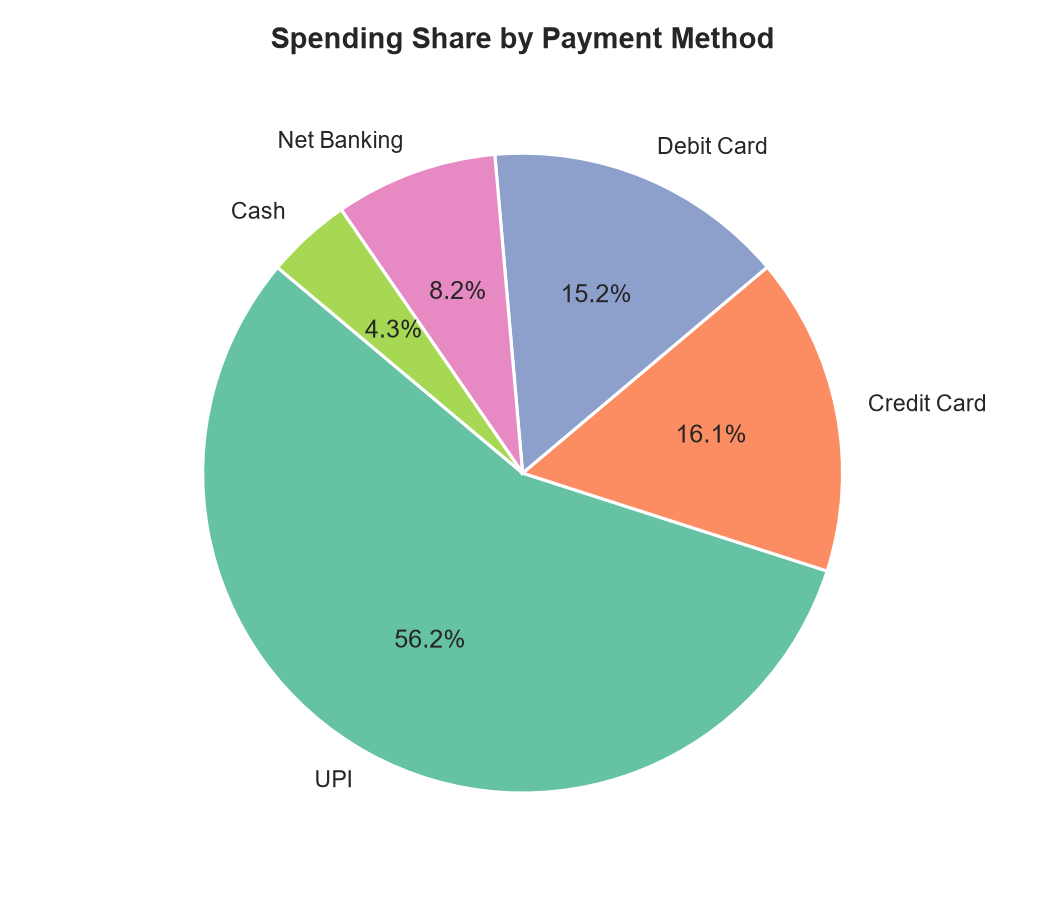 Spending Share by Payment Method
Net Banking
Debit Card
Cash
8.2%
15.2%
4.3%
Credit Card
16.1%
56.2%
UPI